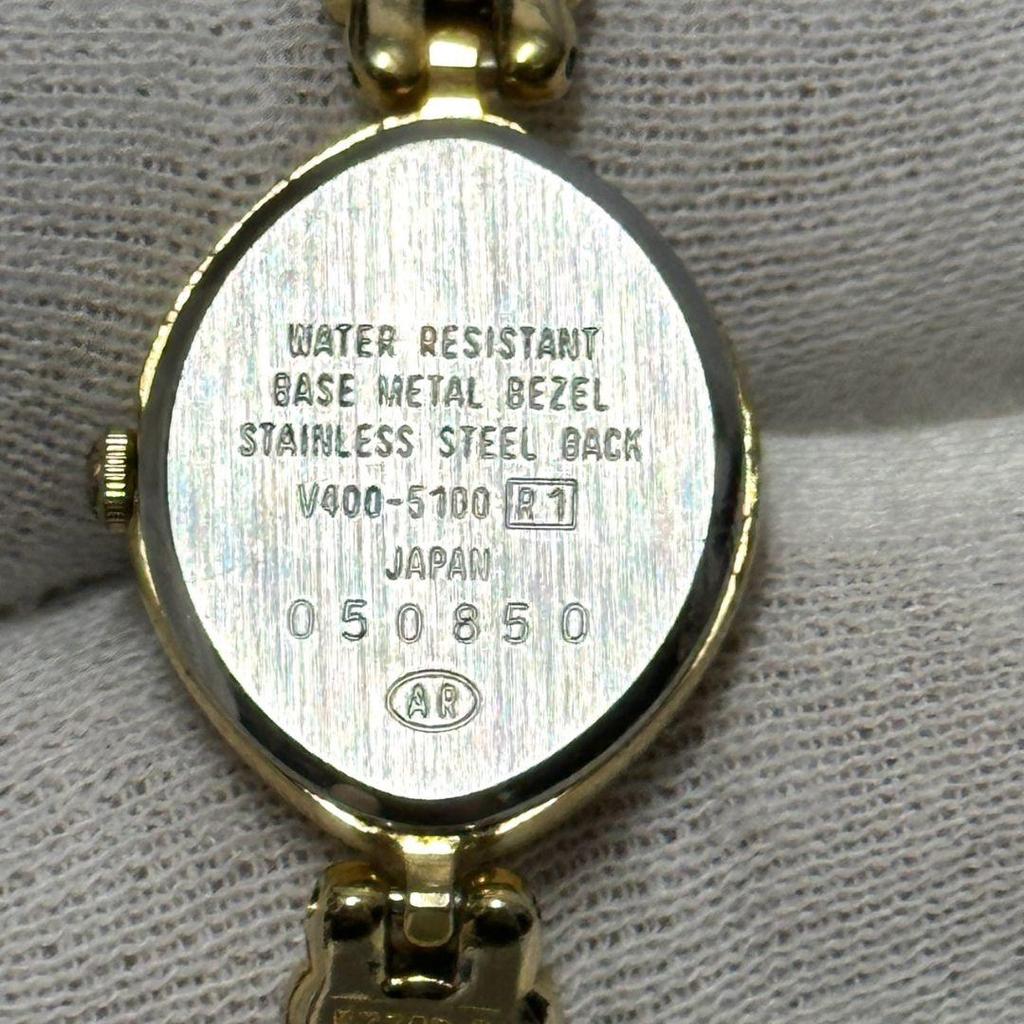 WATER RESISTANT
BASE METAL BEZEL
STAINLESS STEEL BACK
V400-5100 R1
JAPAN
050850
AR